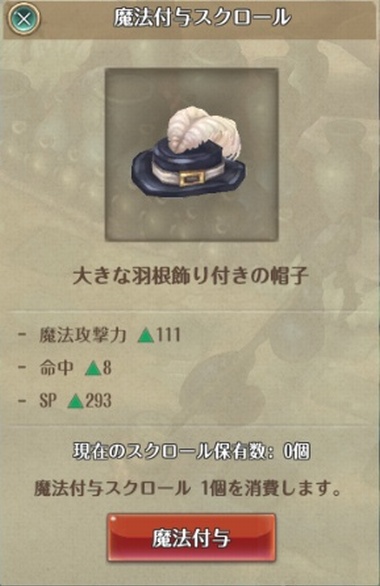 魔法付与スクロール
大きな羽根飾り付きの帽子
- 魔法攻撃力 ▲111
- 命中 ▲8
- SP ▲293
現在のスクロール保有数: 0個
魔法付与スクロール 1個を消費します。
魔法付与